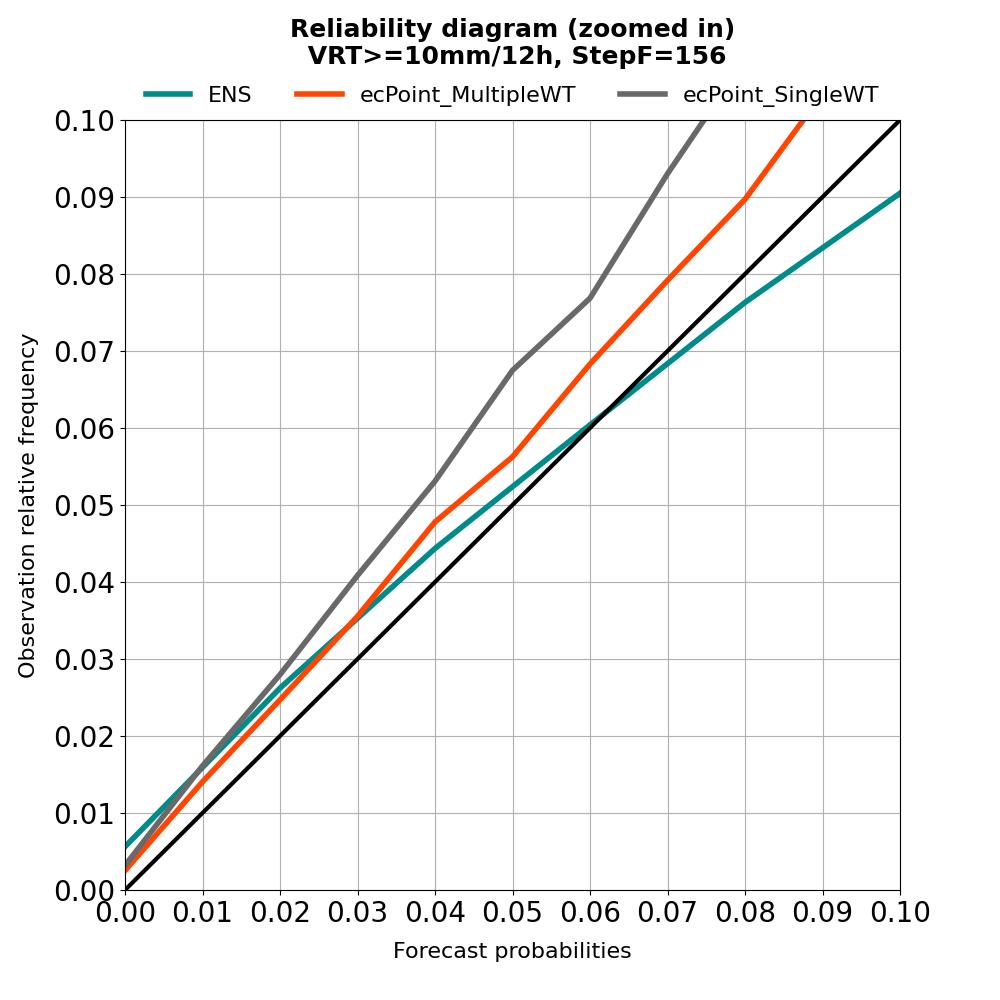 Reliability diagram (zoomed in)
VRT>=10mm/12h, StepF=156
ENS ecPoint_MultipleWT ecPoint_SingleWT
0.10
0.09
0.08
0.07
0.06
0.05
0.04
0.03
0.02
0.01
0.00
Observation relative frequency
0.00 0.01 0.02 0.03 0.04 0.05 0.06 0.07 0.08 0.09 0.10
Forecast probabilities